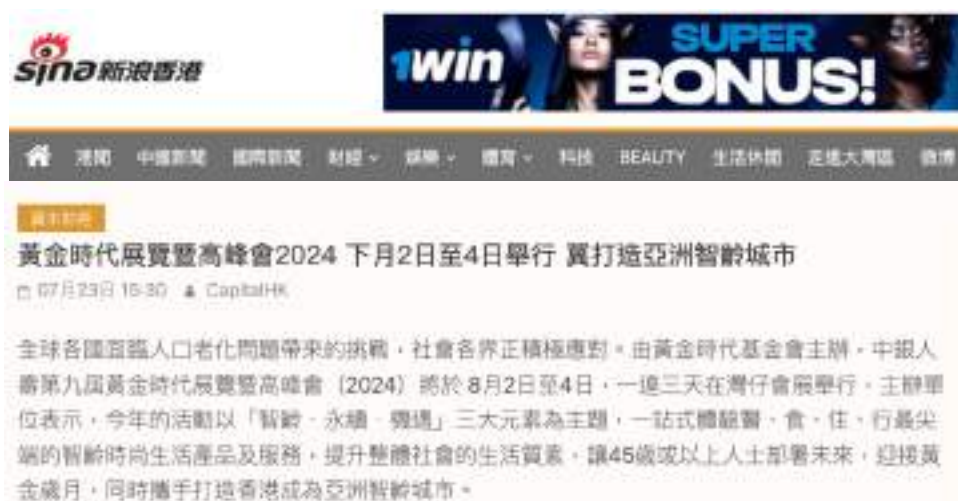 sina新浪香港
1win SUPER BONUS!
港聞 中國新聞 國際新聞 財經 娛樂 體育 科技 BEAUTY 生活休閒 走進大灣區 微博
黃金時代展覽暨高峰會2024 下月2日至4日舉行 冀打造亞洲智齡城市
07月23日 15:30 CapitalHK
全球各國面臨人口老化問題帶來的挑戰，社會各界正積極應對。由黃金時代基金會主辦，中銀人
壽第九屆黃金時代展覽暨高峰會（2024）將於 8月2日至4日，一連三天在灣仔會展舉行。主辦單
位表示，今年的活動以「智齡．永續．機遇」三大元素為主題，一站式體驗醫、食、住、行最尖
端的智齡時尚生活產品及服務，提升整體社會的生活質素，讓45歲或以上人士部署未來，迎接黃
金歲月，同時攜手打造香港成為亞洲智齡城市。